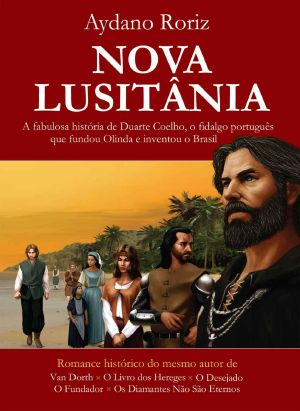 Aydano Roriz
NOVA
LUSITÂNIA
A fabulosa história de Duarte Coelho, o fidalgo português
que fundou Olinda e inventou o Brasil
Romance histórico do mesmo autor de
Van Dorth × O Livro dos Hereges × O Desejado
O Fundador × Os Diamantes Não São Eternos